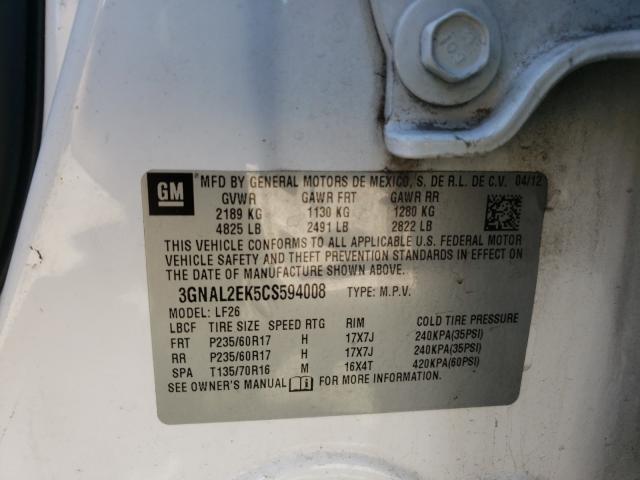 GM
MFD BY GENERAL MOTORS DE MEXICO, S. DE R.L. DE C.V. 04/12
GVWR GAWR FRT GAWR RR
2189 KG 1130 KG 1280 KG
4825 LB 2491 LB 2822 LB
THIS VEHICLE CONFORMS TO ALL APPLICABLE U.S. FEDERAL MOTOR
VEHICLE SAFETY AND THEFT PREVENTION STANDARDS IN EFFECT
ON THE DATE OF MANUFACTURE SHOWN ABOVE.
3GNAL2EK5CS594008 TYPE: M.P.V.
MODEL: LF26
LBCF TIRE SIZE SPEED RTG RIM COLD TIRE PRESSURE
FRT P235/60R17 H 17X7J 240KPA(35PSI)
RR P235/60R17 H 17X7J 240KPA(35PSI)
SPA T135/70R16 M 16X4T 420KPA(60PSI)
SEE OWNER'S MANUAL FOR MORE INFORMATION.